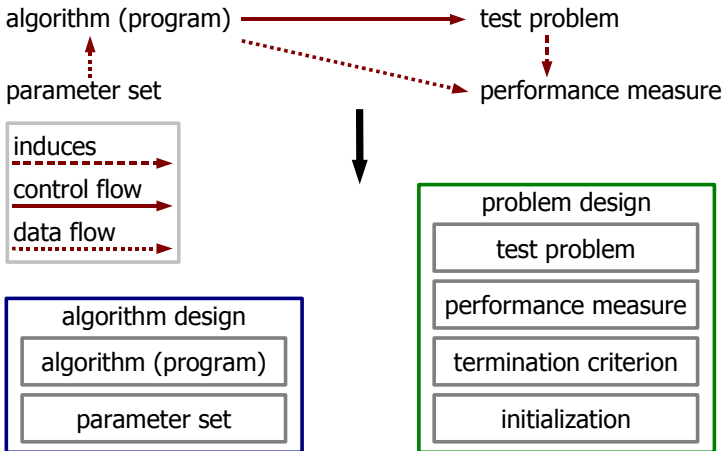 algorithm (program)
test problem
parameter set
performance measure
induces
control flow
data flow
problem design
test problem
performance measure
termination criterion
initialization
algorithm design
algorithm (program)
parameter set